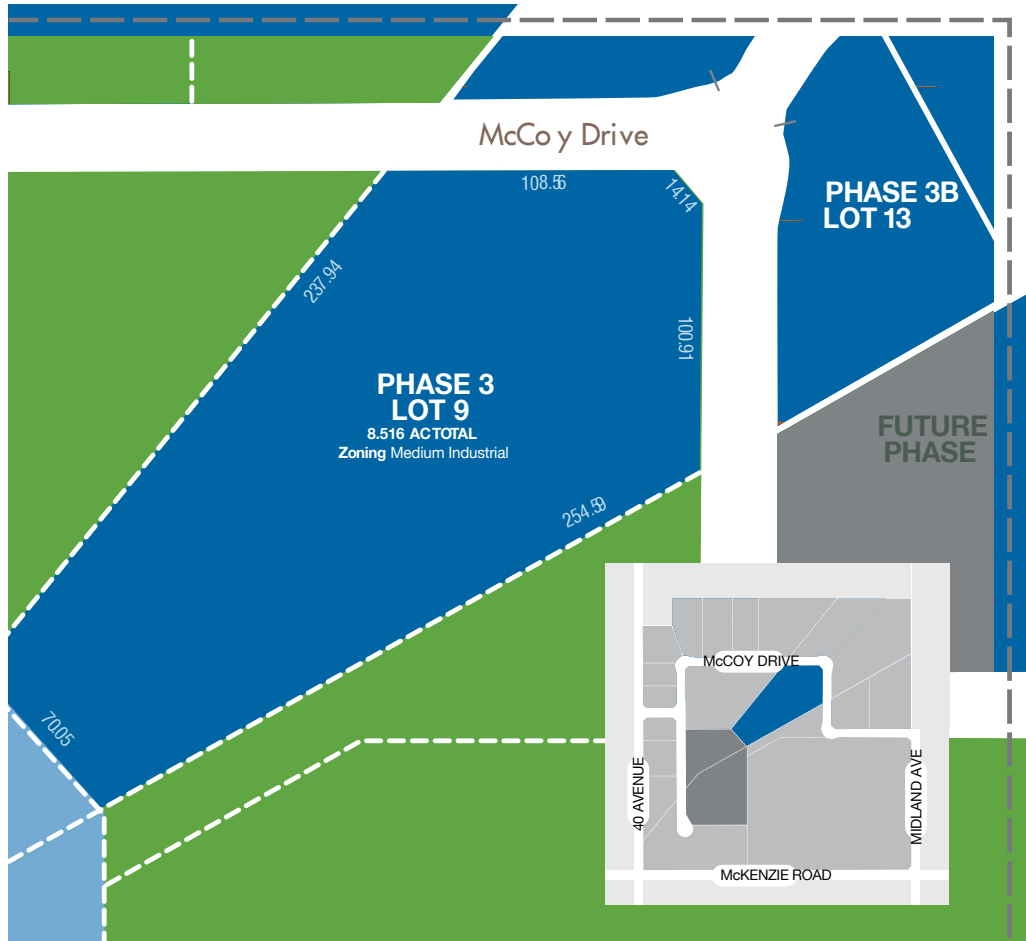 McCoy Drive
108.56
14.14
PHASE 3B
LOT 13
237.94
100.91
PHASE 3
LOT 9
8.516 AC TOTAL
Zoning Medium Industrial
FUTURE
PHASE
254.59
70.05
McCOY DRIVE
40 AVENUE
MIDLAND AVE
McKENZIE ROAD